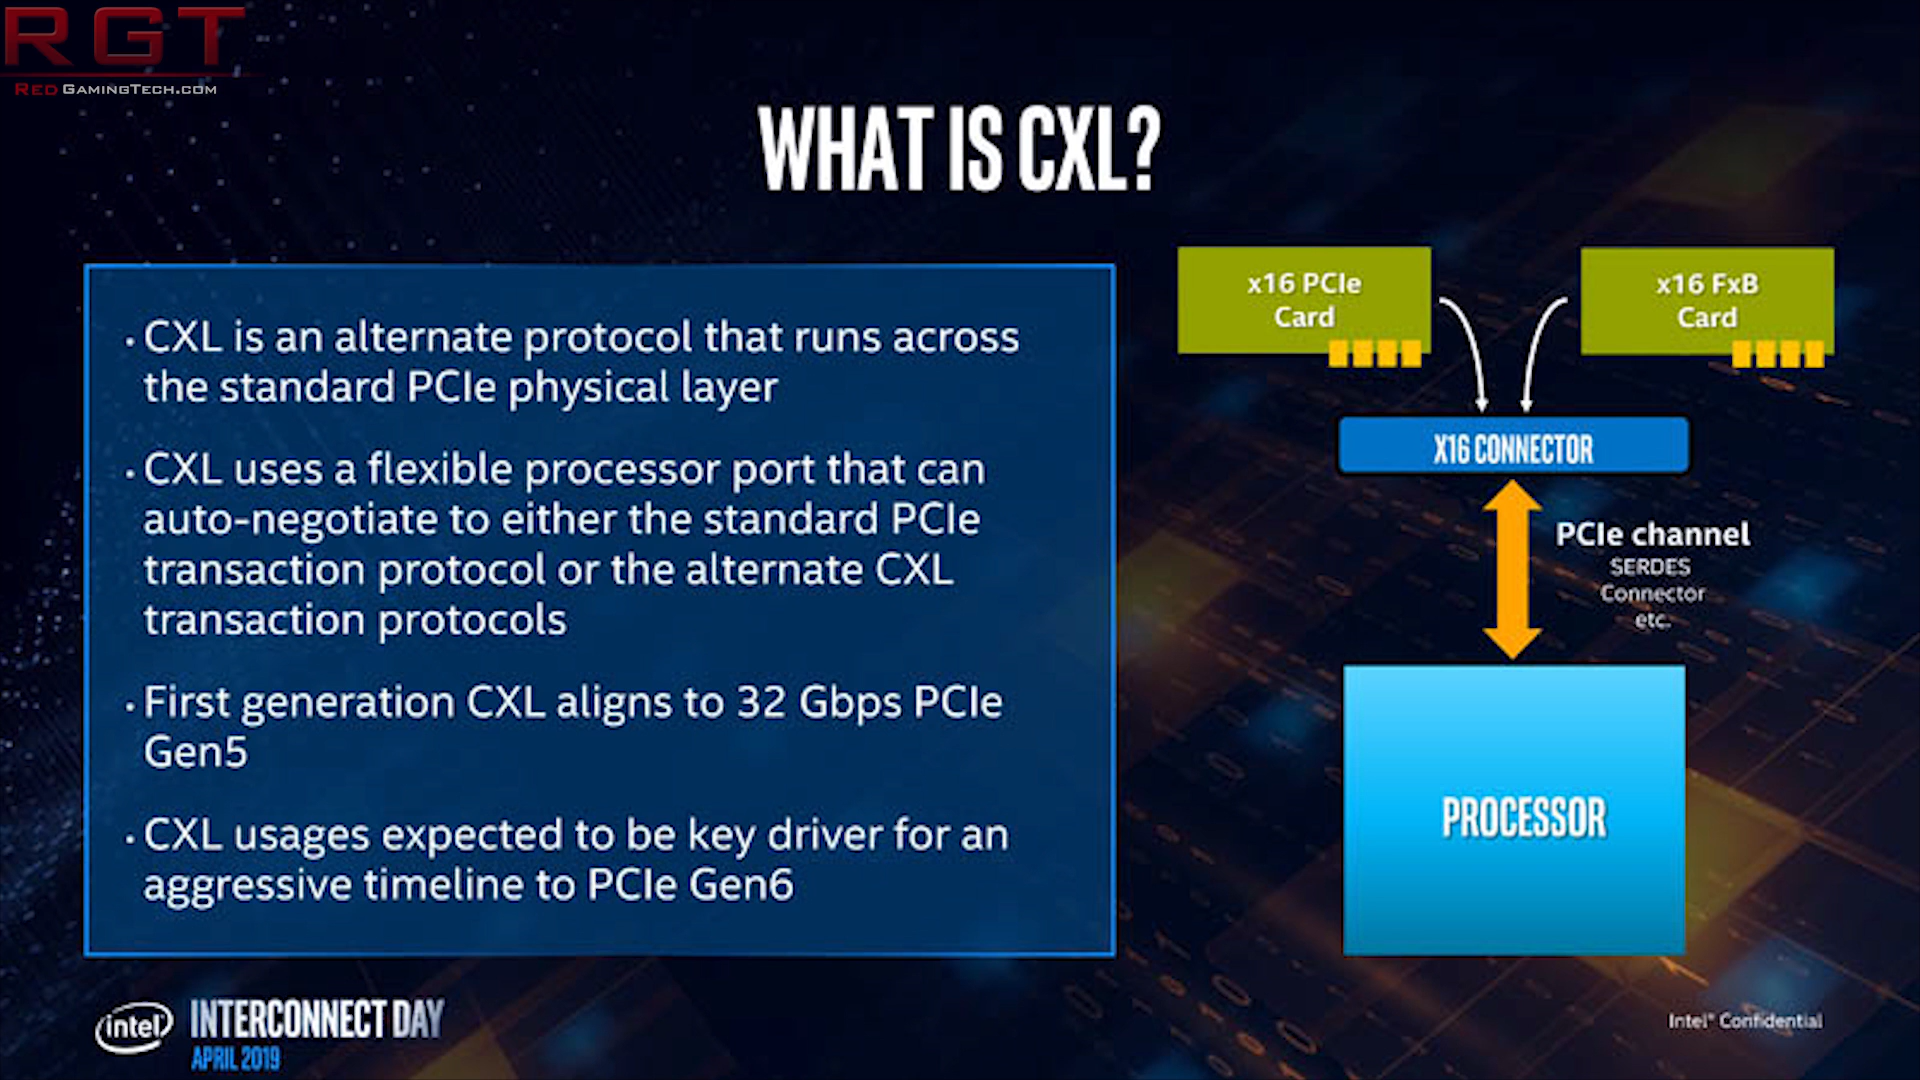 RGT
REDGAMINGTECH.COM
WHAT IS CXL?
• CXL is an alternate protocol that runs across
the standard PCIe physical layer
• CXL uses a flexible processor port that can
auto-negotiate to either the standard PCIe
transaction protocol or the alternate CXL
transaction protocols
• First generation CXL aligns to 32 Gbps PCIe
Gen5
• CXL usages expected to be key driver for an
aggressive timeline to PCIe Gen6
x16 PCIe
Card
x16 FxB
Card
X16 CONNECTOR
PCIe channel
SERDES
Connector
etc.
PROCESSOR
intel
INTERCONNECT DAY
APRIL 2019
Intel® Confidential